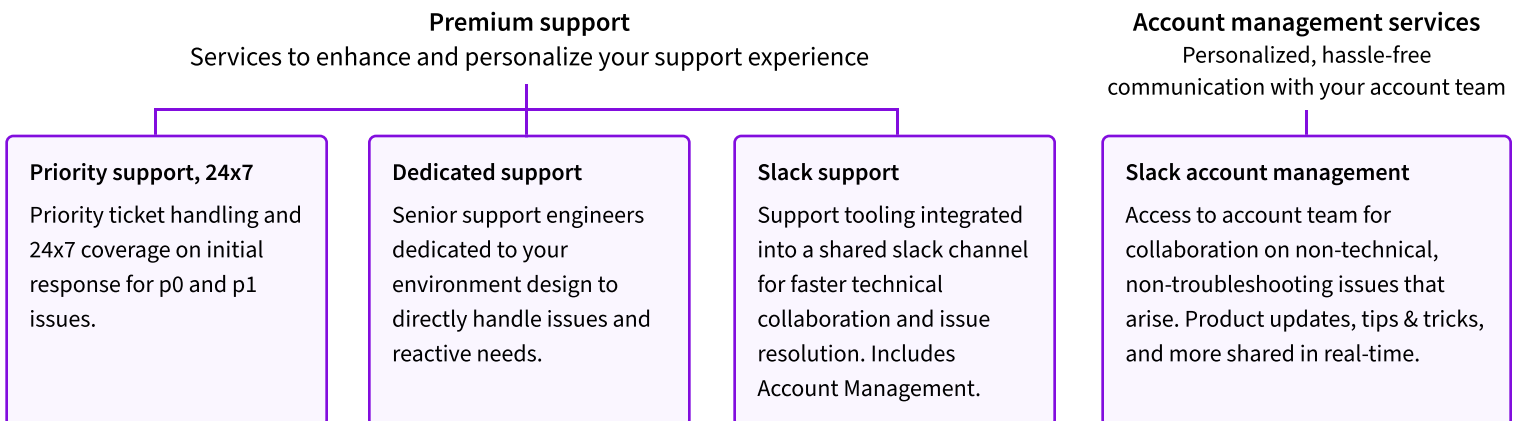 Premium support
Services to enhance and personalize your support experience
Account management services
Personalized, hassle-free
communication with your account team
Priority support, 24x7
Priority ticket handling and
24x7 coverage on initial
response for p0 and p1
issues.
Dedicated support
Senior support engineers
dedicated to your
environment design to
directly handle issues and
reactive needs.
Slack support
Support tooling integrated
into a shared slack channel
for faster technical
collaboration and issue
resolution. Includes
Account Management.
Slack account management
Access to account team for
collaboration on non-technical,
non-troubleshooting issues that
arise. Product updates, tips & tricks,
and more shared in real-time.